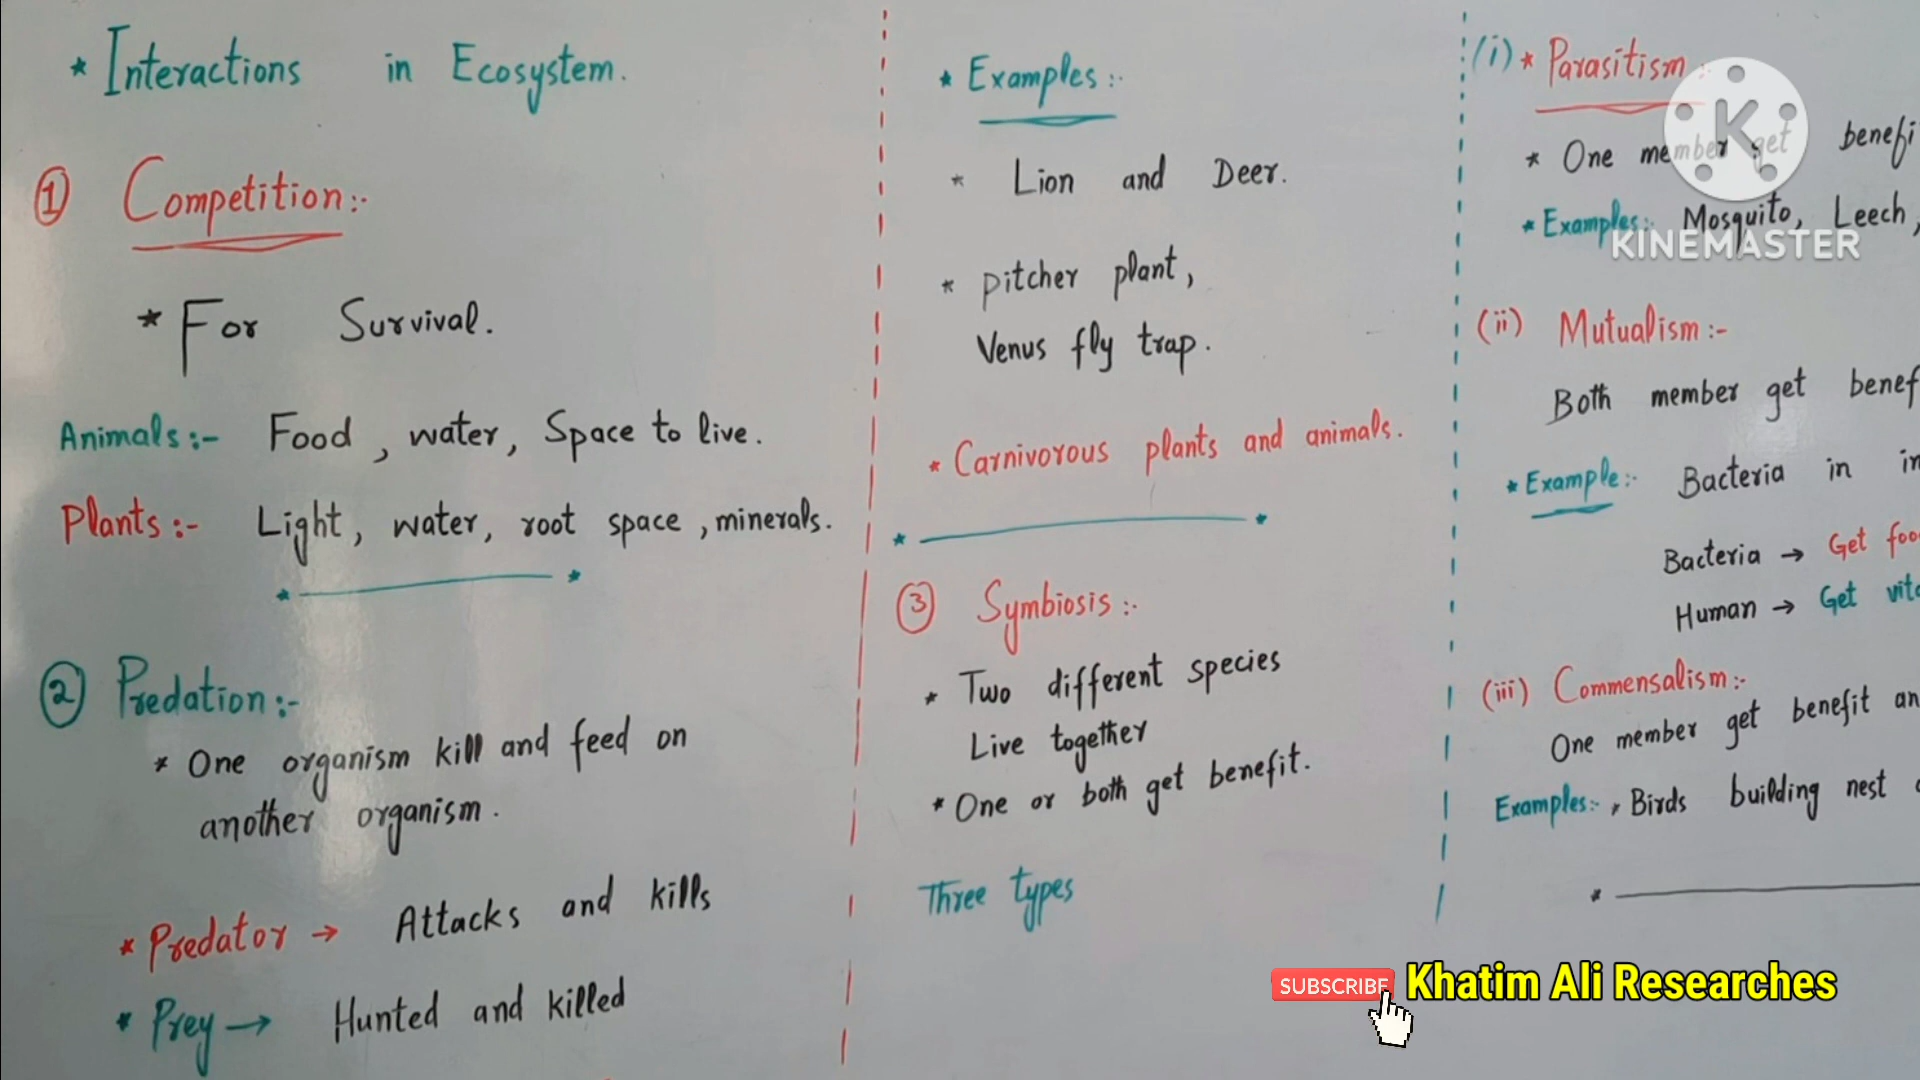 * Interactions in Ecosystem.
① Competition:-
* For Survival.
Animals:- Food, water, Space to live.
Plants:- Light, water, root space, minerals.
② Predation:-
* One organism kill and feed on
another organism.
* Predator → Attacks and kills
* Prey → Hunted and killed
* Examples:-
* Lion and Deer.
* Pitcher plant,
Venus fly trap.
* Carnivorous plants and animals.
③ Symbiosis:-
* Two different species
Live together
* One or both get benefit.
Three types
(i) * Parasitism:-
* One member get
* Examples:- Mosquito, Leech,
(ii) Mutualism:-
Both member get
* Example:- Bacteria in
Bacteria → Get
Human → Get
(iii) Commensalism:-
One member get benefit
Examples:- * Birds building nest
K
KINEMASTER
SUBSCRIBE Khatim Ali Researches